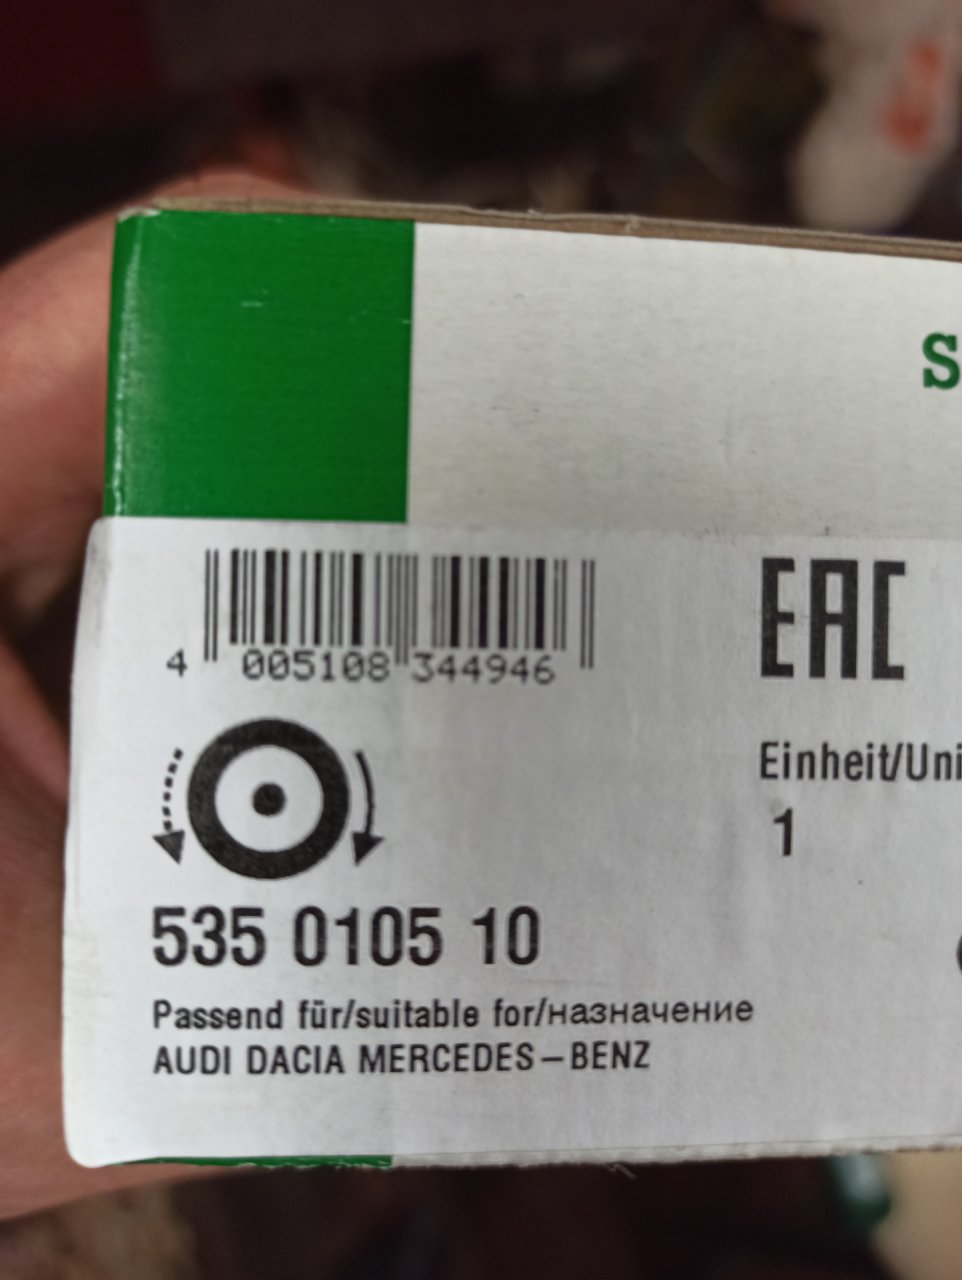 S
4 005108 344946
EAC
Einheit/Uni
1
535 0105 10
Passend für/suitable for/назначение
AUDI DACIA MERCEDES-BENZ